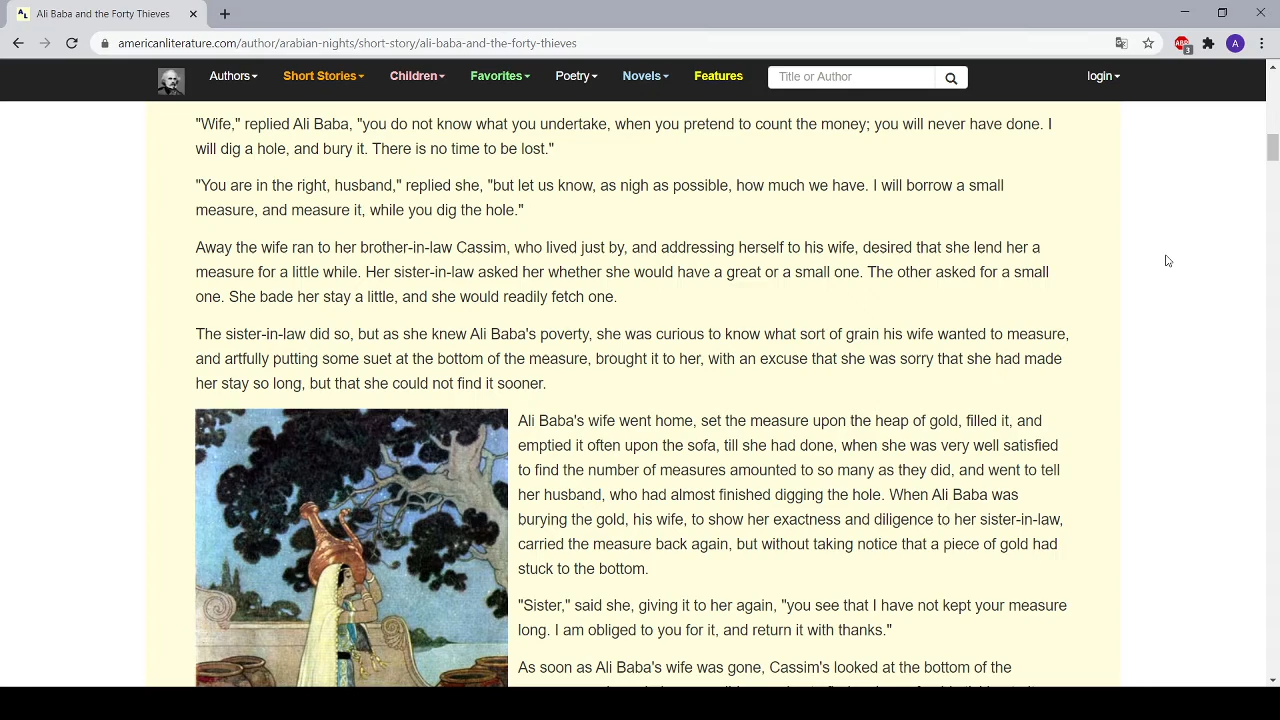 Ali Baba and the Forty Thieves
americanliterature.com/author/arabian-nights/short-story/ali-baba-and-the-forty-thieves
Authors Short Stories Children Favorites Poetry Novels Features Title or Author login
"Wife," replied Ali Baba, "you do not know what you undertake, when you pretend to count the money; you will never have done. I
will dig a hole, and bury it. There is no time to be lost."
"You are in the right, husband," replied she, "but let us know, as nigh as possible, how much we have. I will borrow a small
measure, and measure it, while you dig the hole."
Away the wife ran to her brother-in-law Cassim, who lived just by, and addressing herself to his wife, desired that she lend her a
measure for a little while. Her sister-in-law asked her whether she would have a great or a small one. The other asked for a small
one. She bade her stay a little, and she would readily fetch one.
The sister-in-law did so, but as she knew Ali Baba's poverty, she was curious to know what sort of grain his wife wanted to measure,
and artfully putting some suet at the bottom of the measure, brought it to her, with an excuse that she was sorry that she had made
her stay so long, but that she could not find it sooner.
Ali Baba's wife went home, set the measure upon the heap of gold, filled it, and
emptied it often upon the sofa, till she had done, when she was very well satisfied
to find the number of measures amounted to so many as they did, and went to tell
her husband, who had almost finished digging the hole. When Ali Baba was
burying the gold, his wife, to show her exactness and diligence to her sister-in-law,
carried the measure back again, but without taking notice that a piece of gold had
stuck to the bottom.
"Sister," said she, giving it to her again, "you see that I have not kept your measure
long. I am obliged to you for it, and return it with thanks."
As soon as Ali Baba's wife was gone, Cassim's looked at the bottom of the